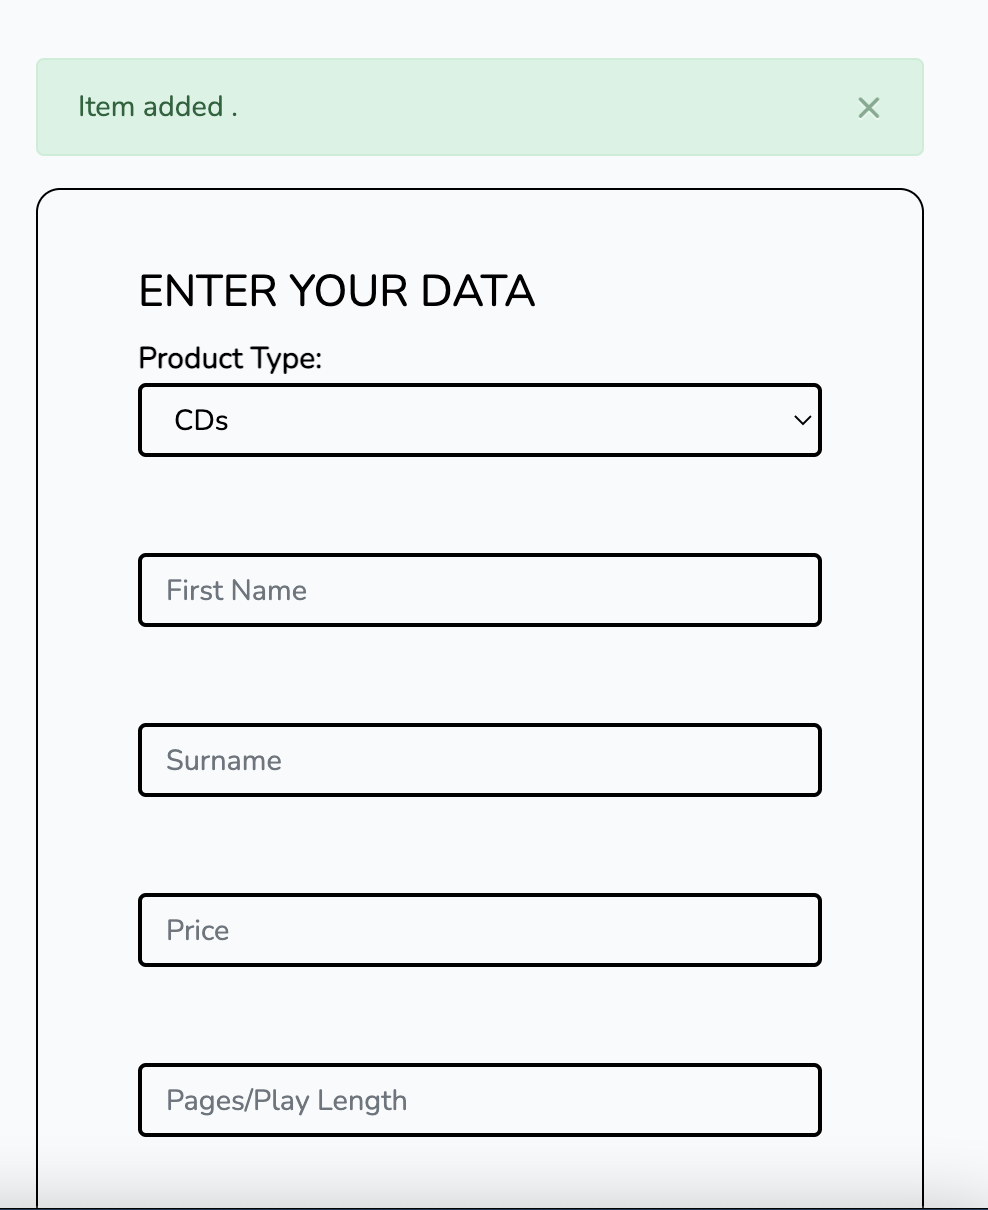 Item added .
ENTER YOUR DATA
Product Type:
CDs
First Name
Surname
Price
Pages/Play Length